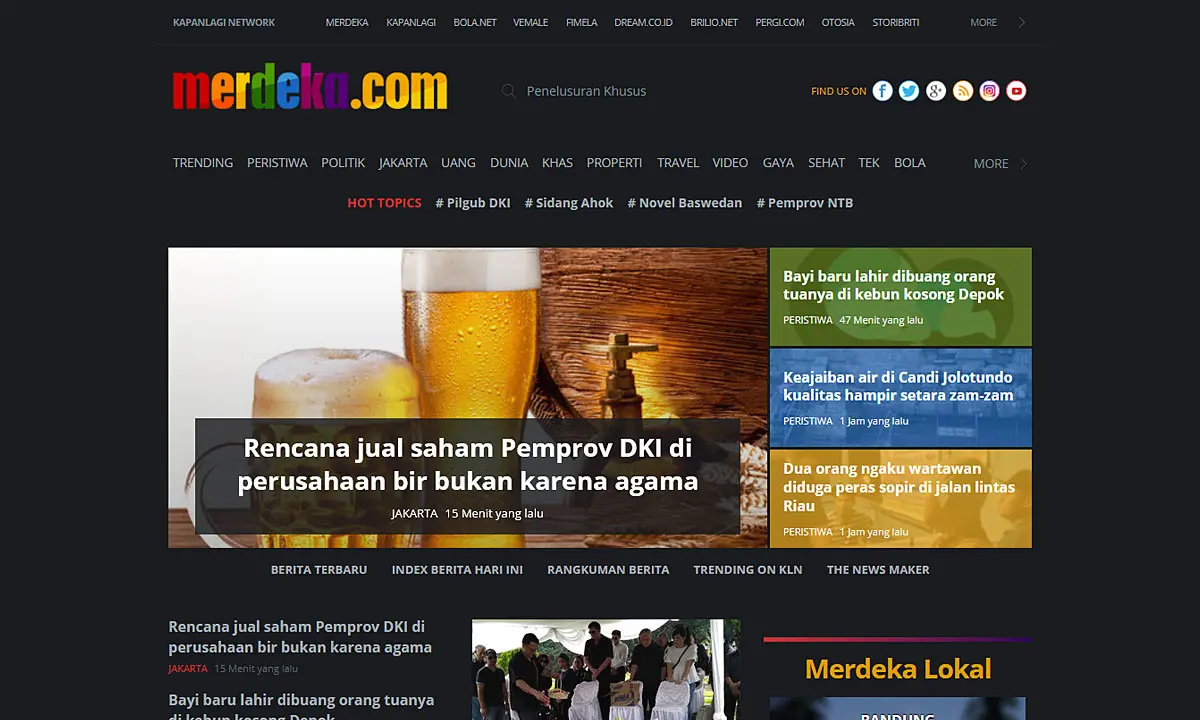 KAPANLAGI NETWORK MERDEKA KAPANLAGI BOLA.NET VEMALE FIMELA DREAM.CO.ID BRILIO.NET PERGI.COM OTOSIA STORIBRITI MORE
merdeka.com
Penelusuran Khusus
FIND US ON
TRENDING PERISTIWA POLITIK JAKARTA UANG DUNIA KHAS PROPERTI TRAVEL VIDEO GAYA SEHAT TEK BOLA MORE
HOT TOPICS # Pilgub DKI # Sidang Ahok # Novel Baswedan # Pemprov NTB
Rencana jual saham Pemprov DKI di
perusahaan bir bukan karena agama
JAKARTA 15 Menit yang lalu
Bayi baru lahir dibuang orang
tuanya di kebun kosong Depok
PERISTIWA 47 Menit yang lalu
Keajaiban air di Candi Jolotundo
kualitas hampir setara zam-zam
PERISTIWA 1 Jam yang lalu
Dua orang ngaku wartawan
diduga peras sopir di jalan lintas
Riau
PERISTIWA 1 Jam yang lalu
BERITA TERBARU INDEX BERITA HARI INI RANGKUMAN BERITA TRENDING ON KLN THE NEWS MAKER
Rencana jual saham Pemprov DKI di
perusahaan bir bukan karena agama
JAKARTA 15 Menit yang lalu
Bayi baru lahir dibuang orang tuanya
di kebun kosong Depok
Merdeka Lokal
BANDUNG